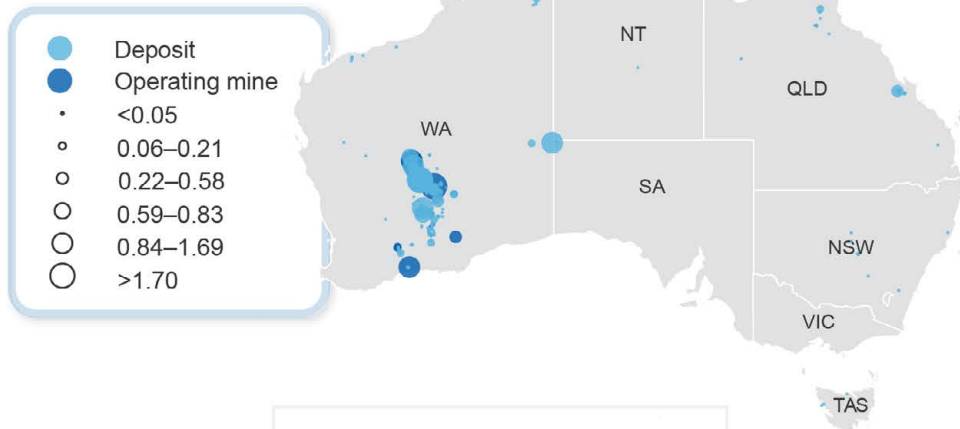 Deposit
Operating mine
<0.05
0.06–0.21
0.22–0.58
0.59–0.83
0.84–1.69
>1.70
NT
QLD
WA
SA
NSW
VIC
TAS